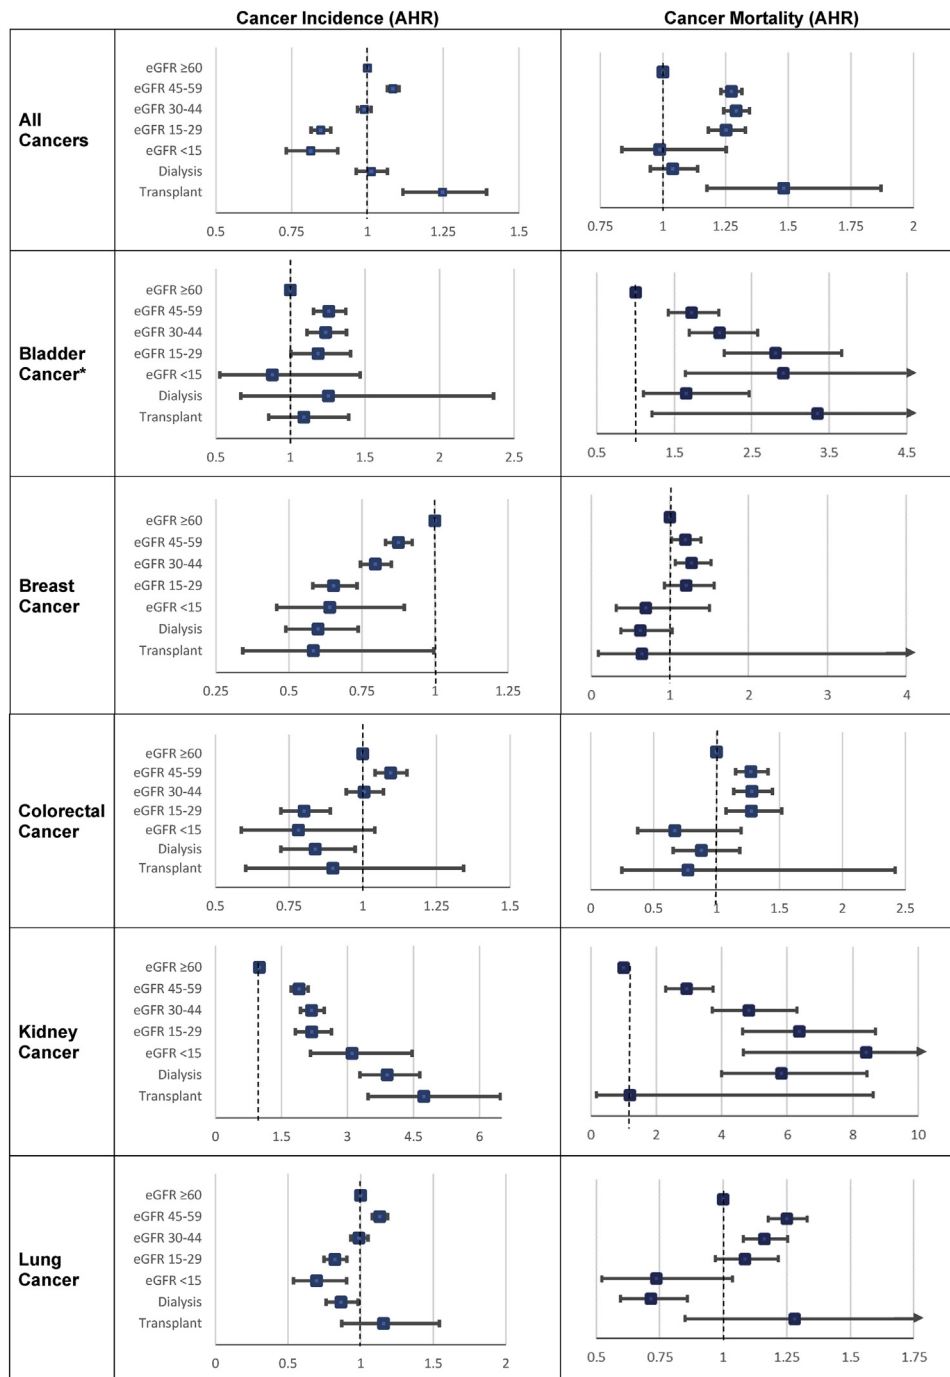 Cancer Incidence (AHR)
Cancer Mortality (AHR)
All
Cancers
eGFR ≥60
eGFR 45-59
eGFR 30-44
eGFR 15-29
eGFR <15
Dialysis
Transplant
0.5 0.75 1 1.25 1.5
0.75 1 1.25 1.5 1.75 2
Bladder
Cancer*
eGFR ≥60
eGFR 45-59
eGFR 30-44
eGFR 15-29
eGFR <15
Dialysis
Transplant
0.5 1 1.5 2 2.5
0.5 1.5 2.5 3.5 4.5
Breast
Cancer
eGFR ≥60
eGFR 45-59
eGFR 30-44
eGFR 15-29
eGFR <15
Dialysis
Transplant
0.25 0.5 0.75 1 1.25
0 1 2 3 4
Colorectal
Cancer
eGFR ≥60
eGFR 45-59
eGFR 30-44
eGFR 15-29
eGFR <15
Dialysis
Transplant
0.5 0.75 1 1.25 1.5
0 0.5 1 1.5 2 2.5
Kidney
Cancer
eGFR ≥60
eGFR 45-59
eGFR 30-44
eGFR 15-29
eGFR <15
Dialysis
Transplant
0 1.5 3 4.5 6
0 2 4 6 8 10
Lung
Cancer
eGFR ≥60
eGFR 45-59
eGFR 30-44
eGFR 15-29
eGFR <15
Dialysis
Transplant
0 0.5 1 1.5 2
0.5 0.75 1 1.25 1.5 1.75